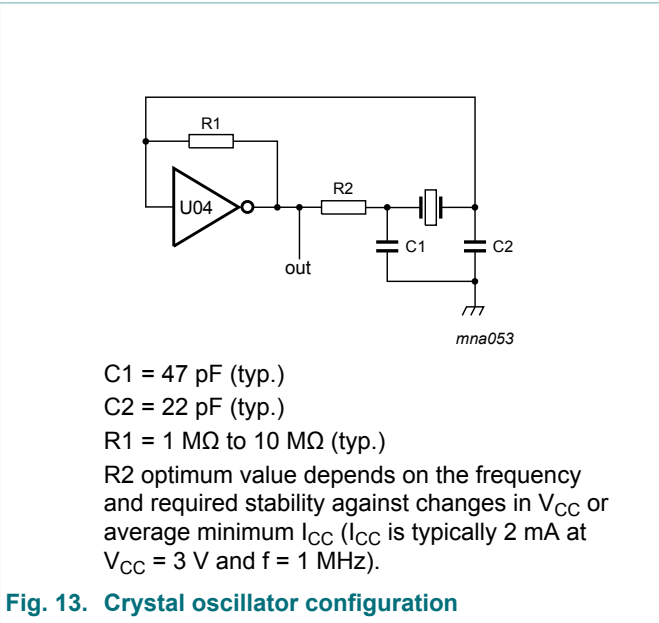 R1
U04
R2
C1
C2
out
mna053
C1 = 47 pF (typ.)
C2 = 22 pF (typ.)
R1 = 1 MΩ to 10 MΩ (typ.)
R2 optimum value depends on the frequency
and required stability against changes in VCC or
average minimum ICC (ICC is typically 2 mA at
VCC = 3 V and f = 1 MHz).
Fig. 13. Crystal oscillator configuration